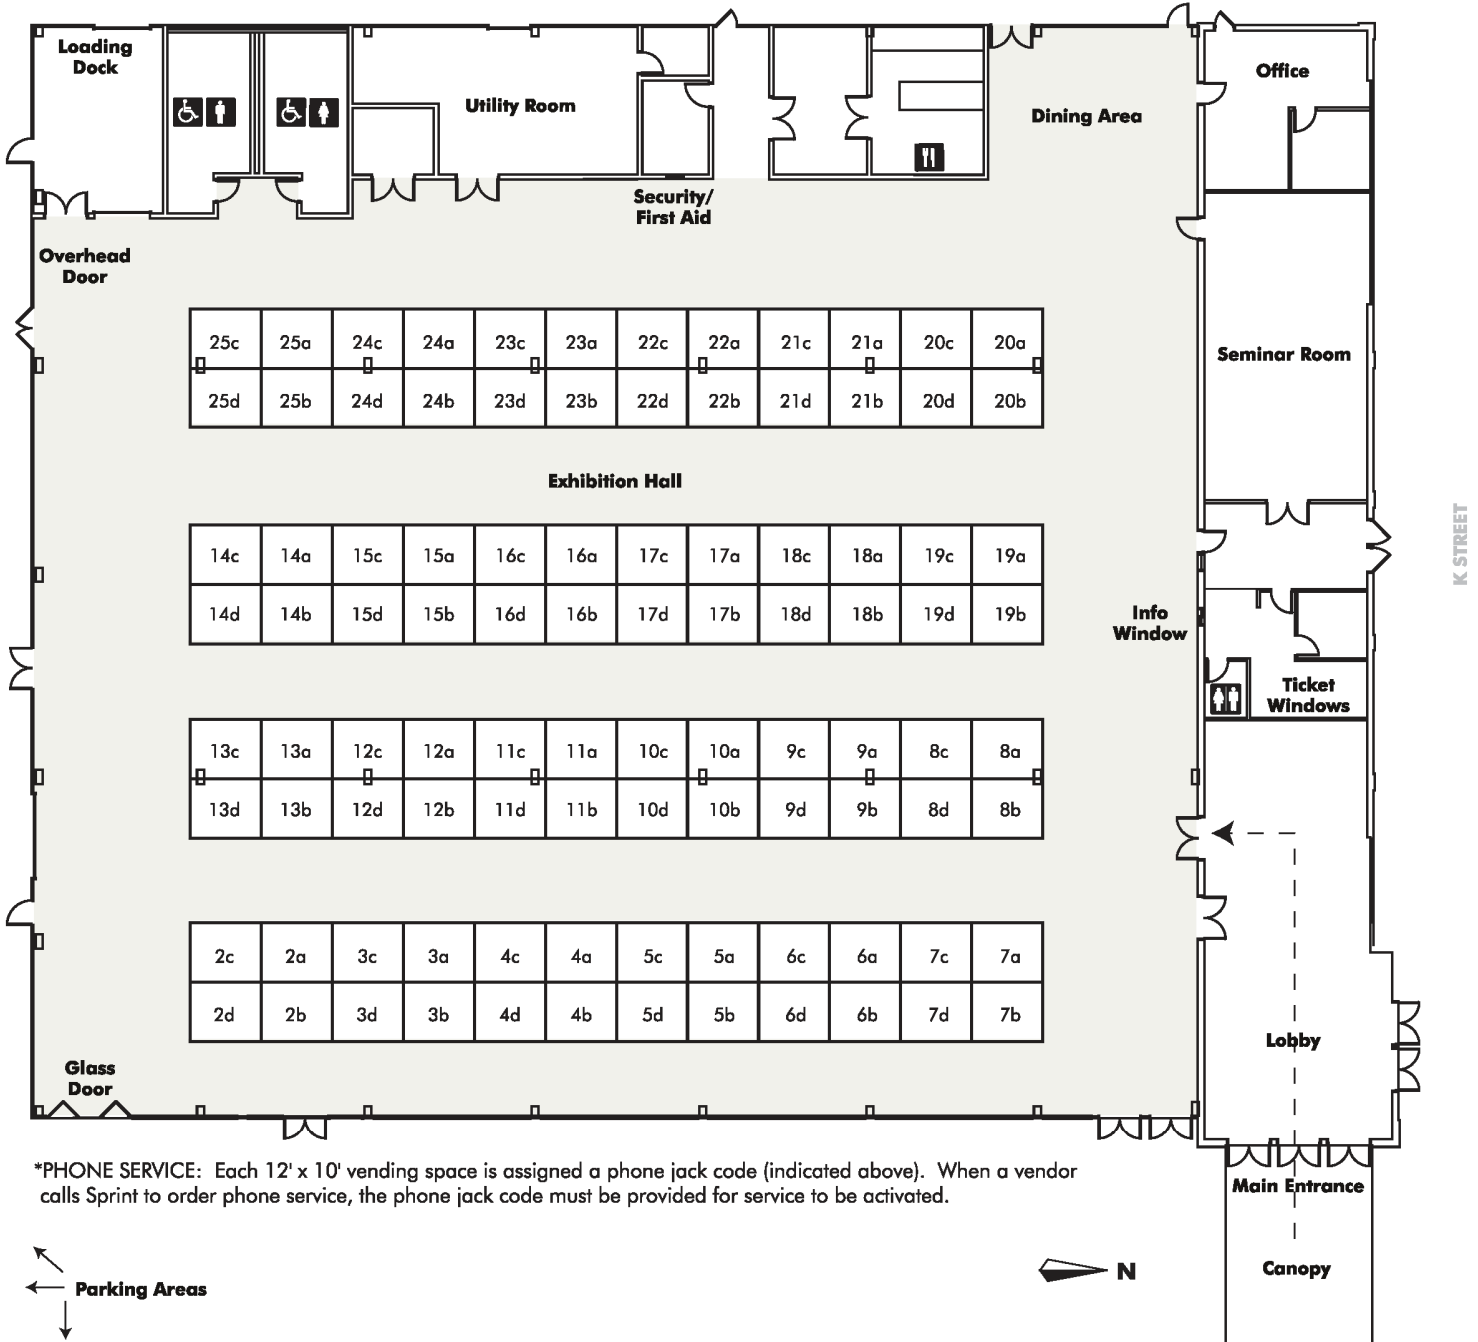 Loading
Dock
Utility Room
Office
Dining Area
Security/
First Aid
Overhead
Door
25c 25a 24c 24a 23c 23a 22c 22a 21c 21a 20c 20a
25d 25b 24d 24b 23d 23b 22d 22b 21d 21b 20d 20b
Seminar Room
Exhibition Hall
K STREET
14c 14a 15c 15a 16c 16a 17c 17a 18c 18a 19c 19a
14d 14b 15d 15b 16d 16b 17d 17b 18d 18b 19d 19b
Info
Window
Ticket
Windows
13c 13a 12c 12a 11c 11a 10c 10a 9c 9a 8c 8a
13d 13b 12d 12b 11d 11b 10d 10b 9d 9b 8d 8b
2c 2a 3c 3a 4c 4a 5c 5a 6c 6a 7c 7a
2d 2b 3d 3b 4d 4b 5d 5b 6d 6b 7d 7b
Lobby
Glass
Door
*PHONE SERVICE: Each 12' x 10' vending space is assigned a phone jack code (indicated above). When a vendor
calls Sprint to order phone service, the phone jack code must be provided for service to be activated.
Main Entrance
Canopy
N
Parking Areas